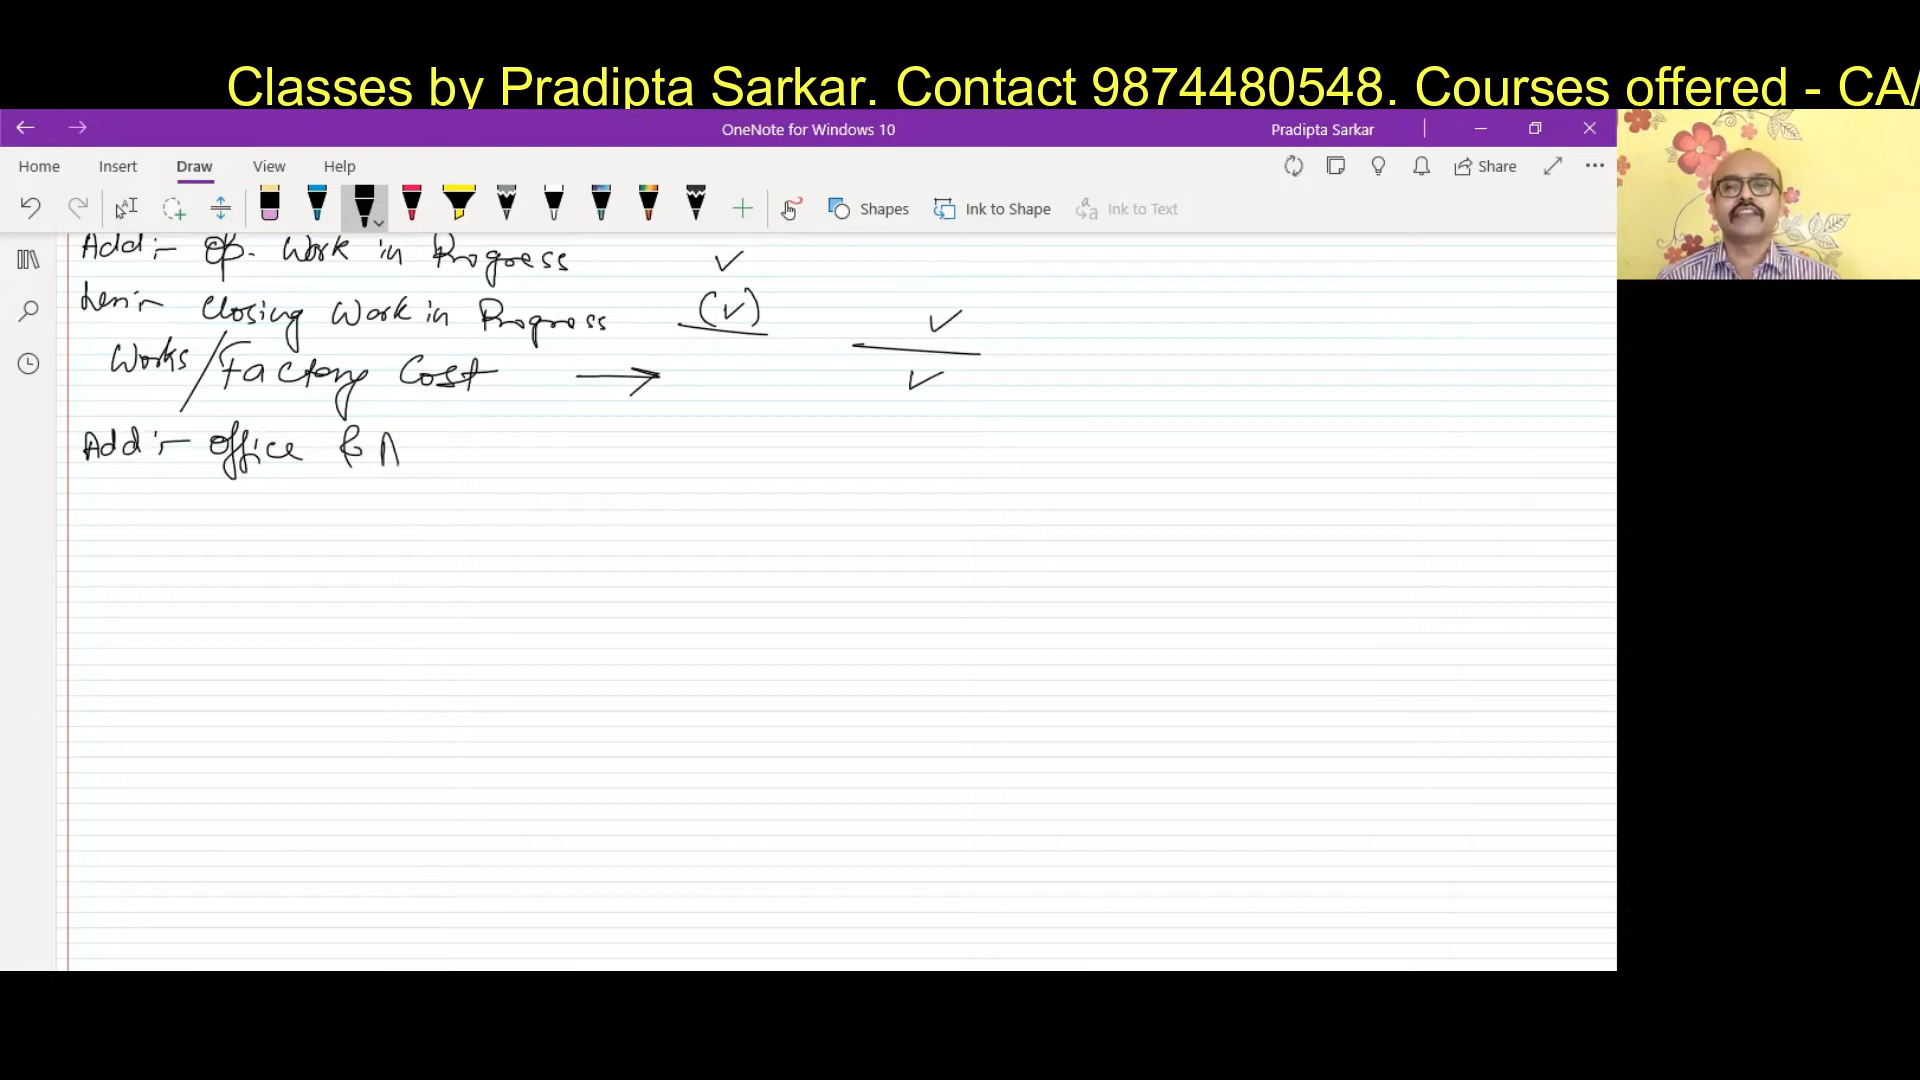 Classes by Pradipta Sarkar. Contact 9874480548. Courses offered - CA/
OneNote for Windows 10
Pradipta Sarkar
Home Insert Draw View Help
Share
Shapes Ink to Shape Ink to Text
Add:- Op. Work in Progress ✓
Less:- Closing Work in Progress (✓) ✓
Works/Factory Cost → ✓
Add:- Office & A